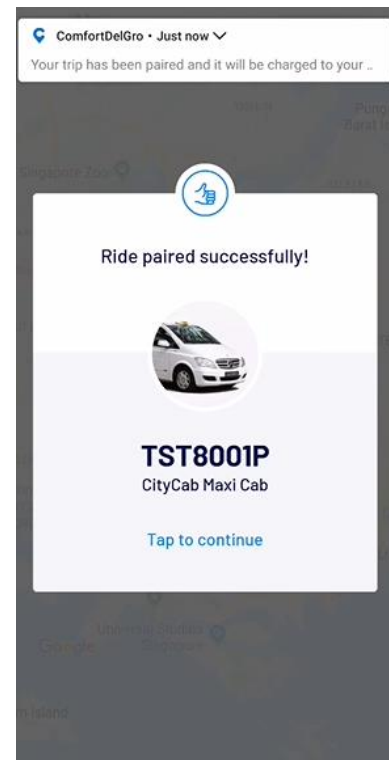 ComfortDelGro • Just now
Your trip has been paired and it will be charged to your ..
Singapore Zoo
Ride paired successfully!
TST8001P
CityCab Maxi Cab
Tap to continue
Universal Studios
Singapore
Google